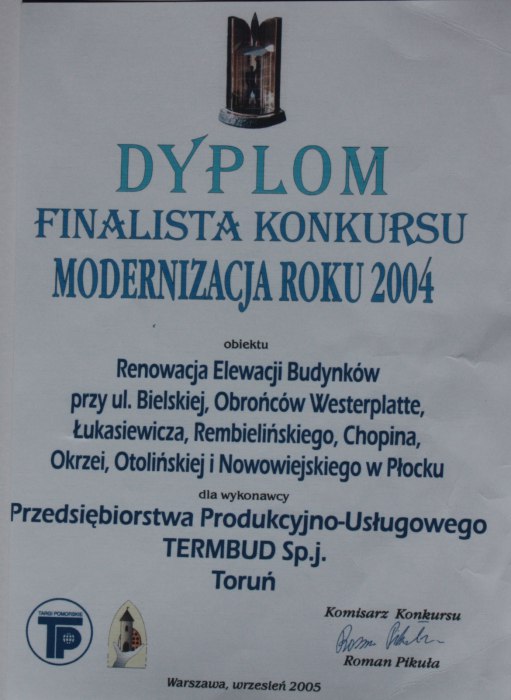 DYPLOM
FINALISTA KONKURSU
MODERNIZACJA ROKU 2004
obiektu
Renowacja Elewacji Budynków
przy ul. Bielskiej, Obrońców Westerplatte,
Łukasiewicza, Rembielińskiego, Chopina,
Okrzei, Otolińskiej i Nowowiejskiego w Płocku
dla wykonawcy
Przedsiębiorstwa Produkcyjno-Usługowego
TERMBUD Sp.j.
Toruń
TARGI POMORSKIE
TP
Komisarz Konkursu
Roman Pikuła
Warszawa, wrzesień 2005